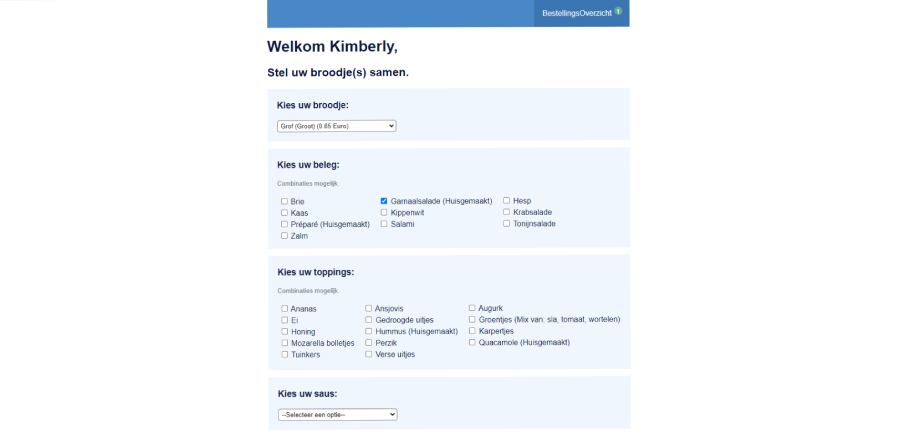 BestellingsOverzicht 1
Welkom Kimberly,
Stel uw broodje(s) samen.
Kies uw broodje:
Grof (Groot) (0.85 Euro)
Kies uw beleg:
Combinaties mogelijk.
Brie Garnaalsalade (Huisgemaakt) Hesp
Kaas Kippenwit Krabsalade
Préparé (Huisgemaakt) Salami Tonijnsalade
Zalm
Kies uw toppings:
Combinaties mogelijk.
Ananas Ansjovis Augurk
Ei Gedroogde uitjes Groentjes (Mix van: sla, tomaat, wortelen)
Honing Hummus (Huisgemaakt) Karpertjes
Mozarella bolletjes Perzik Quacamole (Huisgemaakt)
Tuinkers Verse uitjes
Kies uw saus:
--Selecteer een optie--